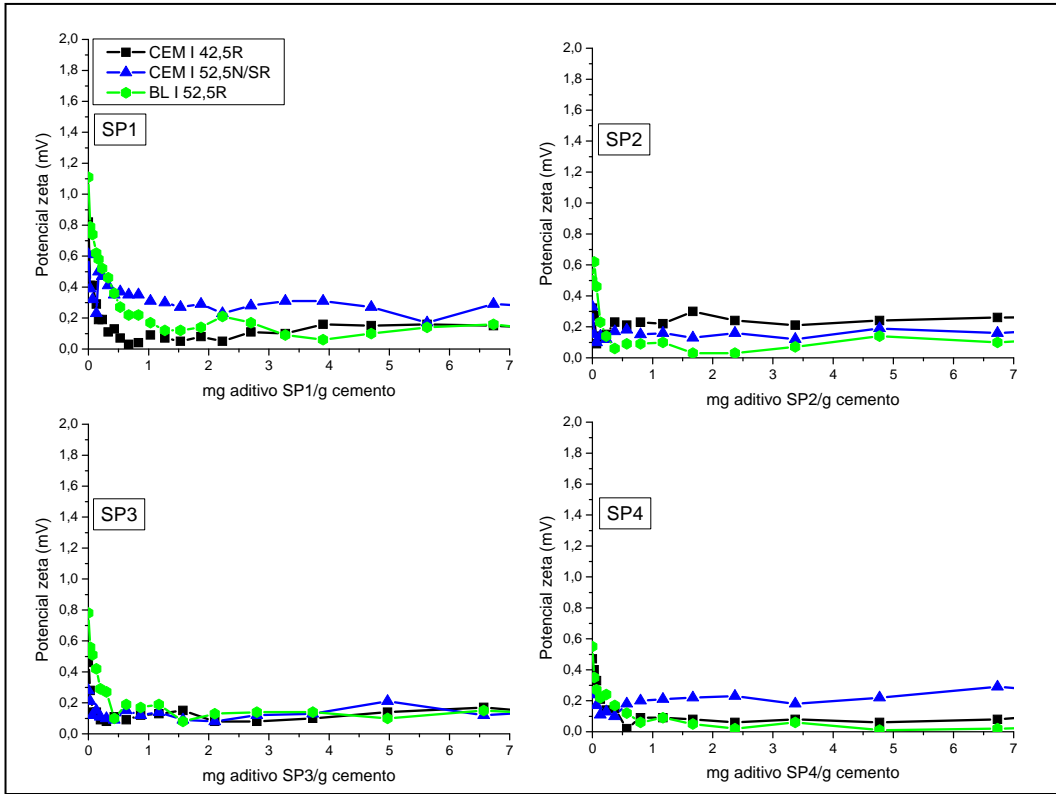 CEM I 42,5R
CEM I 52,5N/SR
BL I 52,5R
SP1
2,0
1,8
1,6
1,4
1,2
1,0
0,8
0,6
0,4
0,2
0,0
Potencial zeta (mV)
0 1 2 3 4 5 6 7
mg aditivo SP1/g cemento
SP2
2,0
1,8
1,6
1,4
1,2
1,0
0,8
0,6
0,4
0,2
0,0
Potencial zeta (mV)
0 1 2 3 4 5 6 7
mg aditivo SP2/g cemento
SP3
2,0
1,8
1,6
1,4
1,2
1,0
0,8
0,6
0,4
0,2
0,0
Potencial zeta (mV)
0 1 2 3 4 5 6 7
mg aditivo SP3/g cemento
SP4
2,0
1,8
1,6
1,4
1,2
1,0
0,8
0,6
0,4
0,2
0,0
Potencial zeta (mV)
0 1 2 3 4 5 6 7
mg aditivo SP4/g cemento